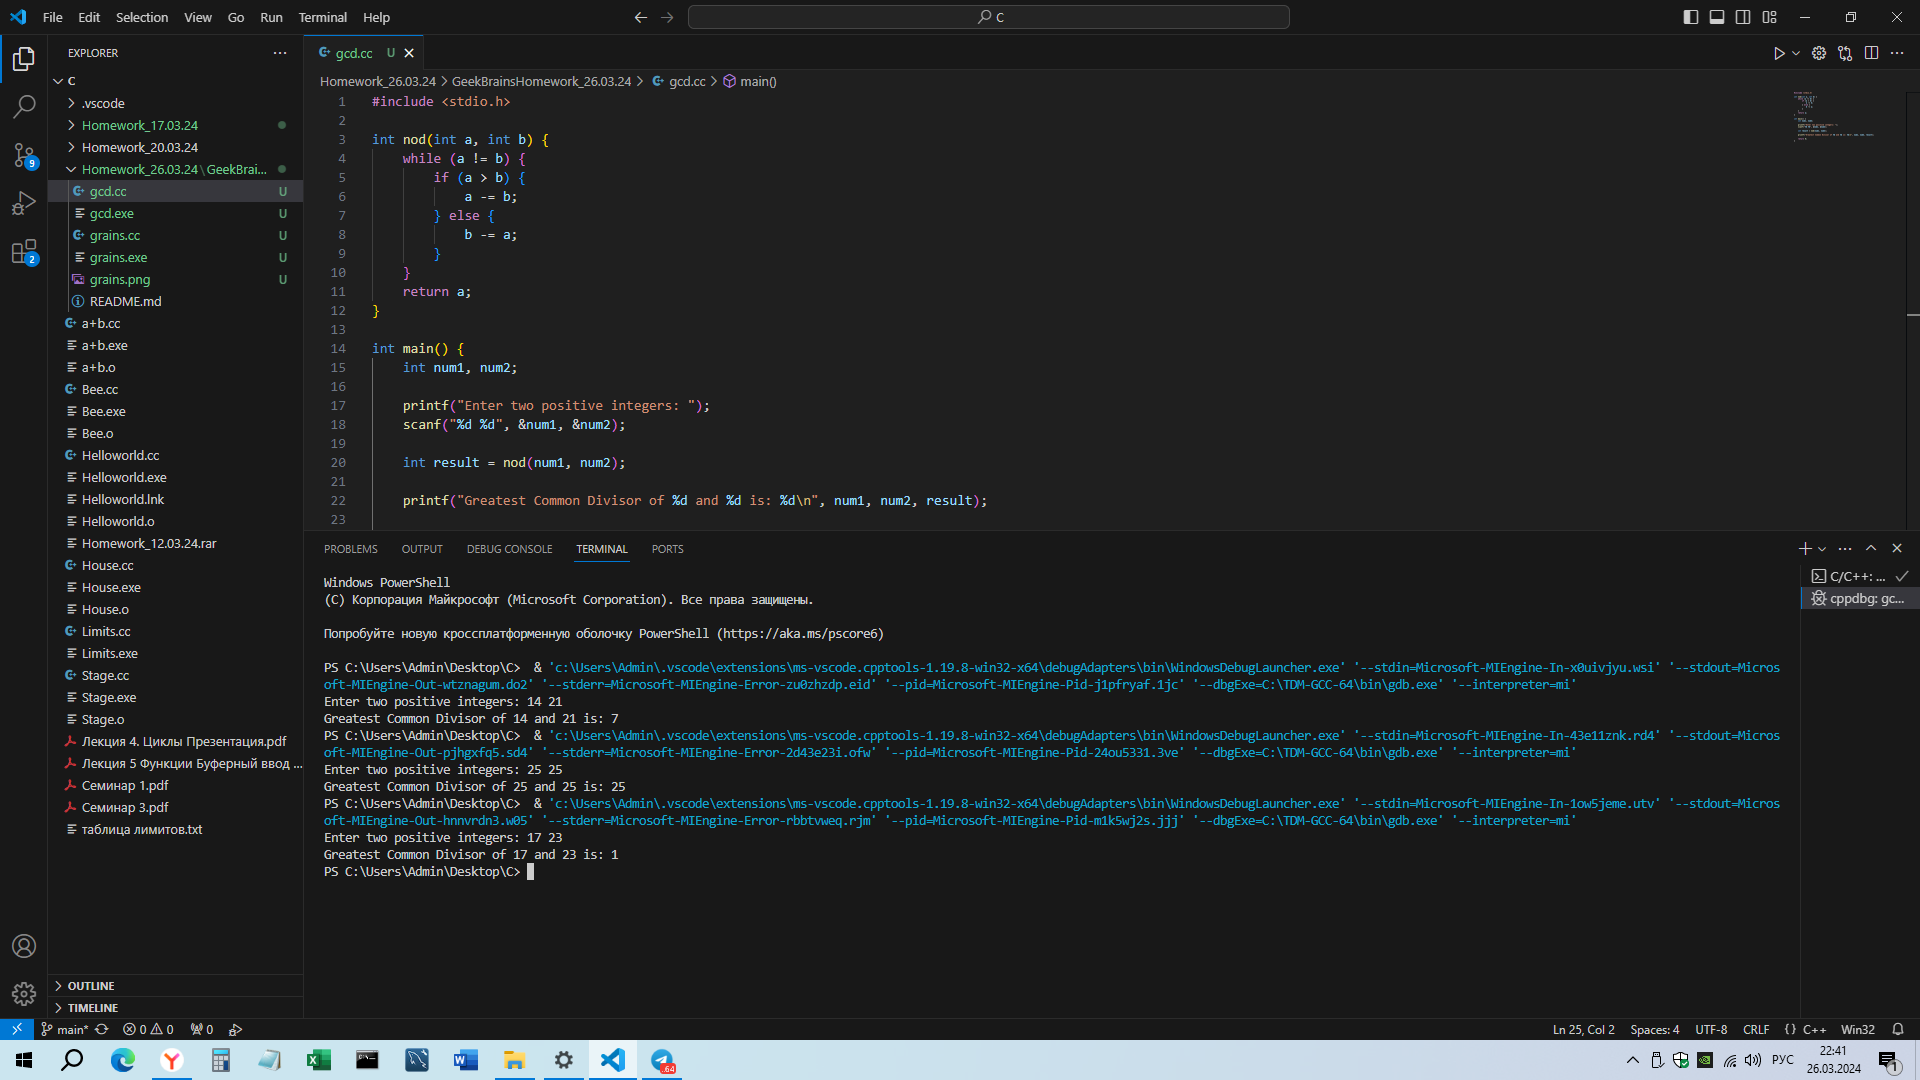 File Edit Selection View Go Run Terminal Help
C
EXPLORER
gcd.cc U
Homework_26.03.24 > GeekBrainsHomework_26.03.24 > gcd.cc > main()
C
.vscode
Homework_17.03.24
Homework_20.03.24
Homework_26.03.24\GeekBrai...
gcd.cc U
gcd.exe U
grains.cc U
grains.exe U
grains.png U
README.md
a+b.cc
a+b.exe
a+b.o
Bee.cc
Bee.exe
Bee.o
Helloworld.cc
Helloworld.exe
Helloworld.lnk
Helloworld.o
Homework_12.03.24.rar
House.cc
House.exe
House.o
Limits.cc
Limits.exe
Stage.cc
Stage.exe
Stage.o
Лекция 4. Циклы Презентация.pdf
Лекция 5 Функции Буферный ввод ...
Семинар 1.pdf
Семинар 3.pdf
таблица лимитов.txt
OUTLINE
TIMELINE
9
2
1 #include <stdio.h>
2
3 int nod(int a, int b) {
4 while (a != b) {
5 if (a > b) {
6 a -= b;
7 } else {
8 b -= a;
9 }
10 }
11 return a;
12 }
13
14 int main() {
15 int num1, num2;
16
17 printf("Enter two positive integers: ");
18 scanf("%d %d", &num1, &num2);
19
20 int result = nod(num1, num2);
21
22 printf("Greatest Common Divisor of %d and %d is: %d\n", num1, num2, result);
23
PROBLEMS OUTPUT DEBUG CONSOLE TERMINAL PORTS
C/C++: ...
cppdbg: gc...
Windows PowerShell
(C) Корпорация Майкрософт (Microsoft Corporation). Все права защищены.
Попробуйте новую кроссплатформенную оболочку PowerShell (https://aka.ms/pscore6)
PS C:\Users\Admin\Desktop\C>  & 'c:\Users\Admin\.vscode\extensions\ms-vscode.cpptools-1.19.8-win32-x64\debugAdapters\bin\WindowsDebugLauncher.exe' '--stdin=Microsoft-MIEngine-In-x0uivjyu.wsi' '--stdout=Micros
oft-MIEngine-Out-wtznagum.do2' '--stderr=Microsoft-MIEngine-Error-zu0zhzdp.eid' '--pid=Microsoft-MIEngine-Pid-j1pfryaf.1jc' '--dbgExe=C:\TDM-GCC-64\bin\gdb.exe' '--interpreter=mi'
Enter two positive integers: 14 21
Greatest Common Divisor of 14 and 21 is: 7
PS C:\Users\Admin\Desktop\C>  & 'c:\Users\Admin\.vscode\extensions\ms-vscode.cpptools-1.19.8-win32-x64\debugAdapters\bin\WindowsDebugLauncher.exe' '--stdin=Microsoft-MIEngine-In-43e11znk.rd4' '--stdout=Micros
oft-MIEngine-Out-pjhgxfq5.sd4' '--stderr=Microsoft-MIEngine-Error-2d43e23i.ofw' '--pid=Microsoft-MIEngine-Pid-24ou5331.3ve' '--dbgExe=C:\TDM-GCC-64\bin\gdb.exe' '--interpreter=mi'
Enter two positive integers: 25 25
Greatest Common Divisor of 25 and 25 is: 25
PS C:\Users\Admin\Desktop\C>  & 'c:\Users\Admin\.vscode\extensions\ms-vscode.cpptools-1.19.8-win32-x64\debugAdapters\bin\WindowsDebugLauncher.exe' '--stdin=Microsoft-MIEngine-In-1ow5jeme.utv' '--stdout=Micros
oft-MIEngine-Out-hnnvrdn3.w05' '--stderr=Microsoft-MIEngine-Error-rbbtvweq.rjm' '--pid=Microsoft-MIEngine-Pid-m1k5wj2s.jjj' '--dbgExe=C:\TDM-GCC-64\bin\gdb.exe' '--interpreter=mi'
Enter two positive integers: 17 23
Greatest Common Divisor of 17 and 23 is: 1
PS C:\Users\Admin\Desktop\C>
main* 0 0 0 Ln 25, Col 2 Spaces: 4 UTF-8 CRLF {} C++ Win32
РУС 22:41
26.03.2024
.64
1